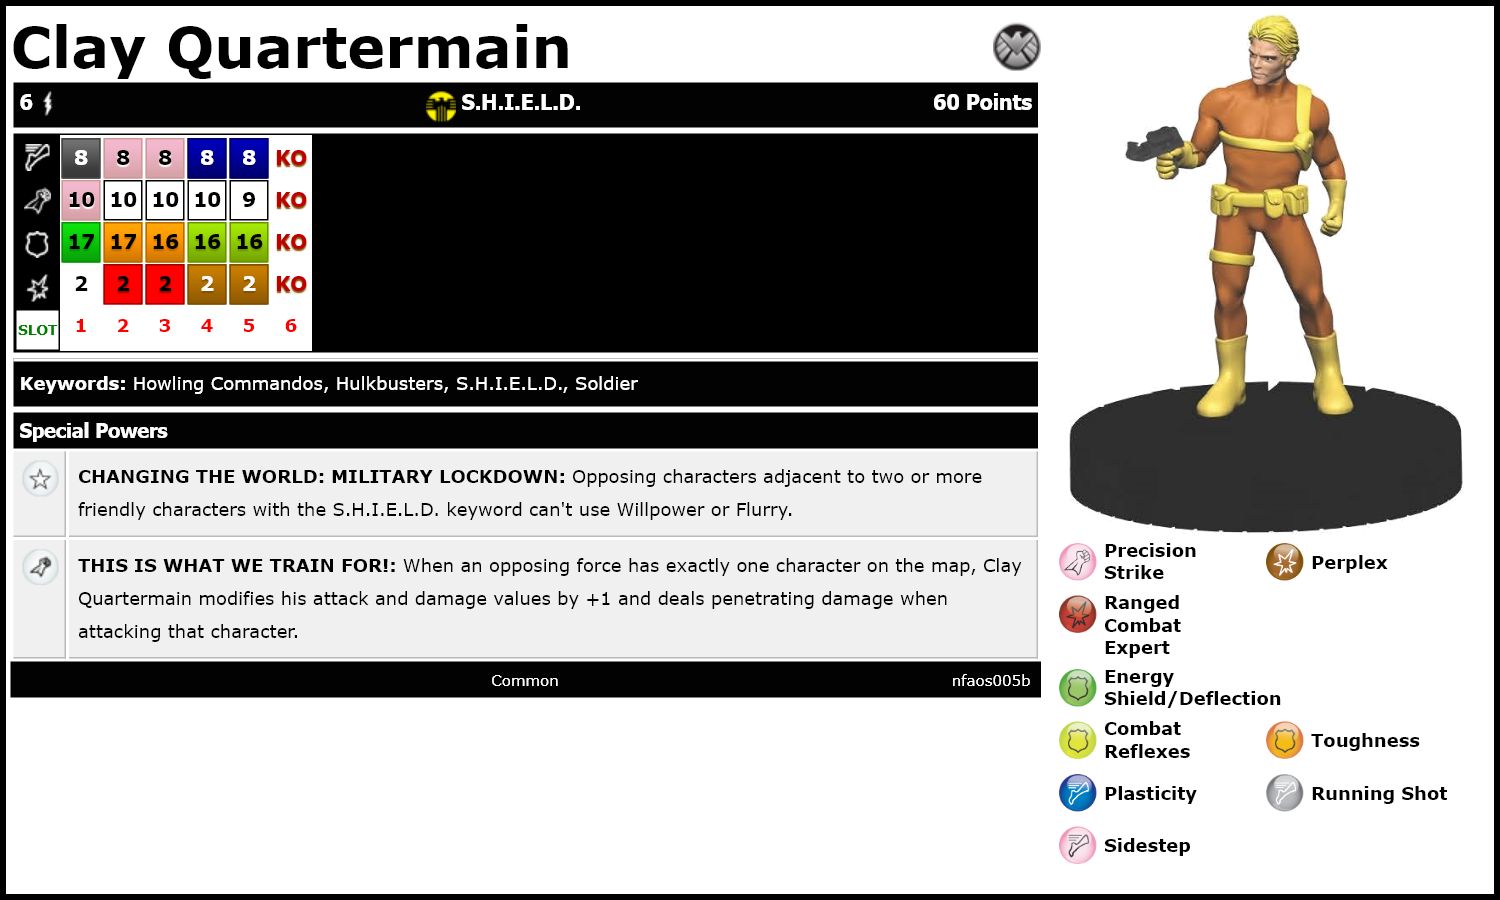 Clay Quartermain
6 S.H.I.E.L.D. 60 Points
8 8 8 8 8 KO
10 10 10 10 9 KO
17 17 16 16 16 KO
2 2 2 2 2 KO
SLOT 1 2 3 4 5 6
Keywords: Howling Commandos, Hulkbusters, S.H.I.E.L.D., Soldier
Special Powers
CHANGING THE WORLD: MILITARY LOCKDOWN: Opposing characters adjacent to two or more
friendly characters with the S.H.I.E.L.D. keyword can't use Willpower or Flurry.
THIS IS WHAT WE TRAIN FOR!: When an opposing force has exactly one character on the map, Clay
Quartermain modifies his attack and damage values by +1 and deals penetrating damage when
attacking that character.
Common nfaos005b
Precision
Strike
Perplex
Ranged
Combat
Expert
Energy
Shield/Deflection
Combat
Reflexes
Toughness
Plasticity
Running Shot
Sidestep